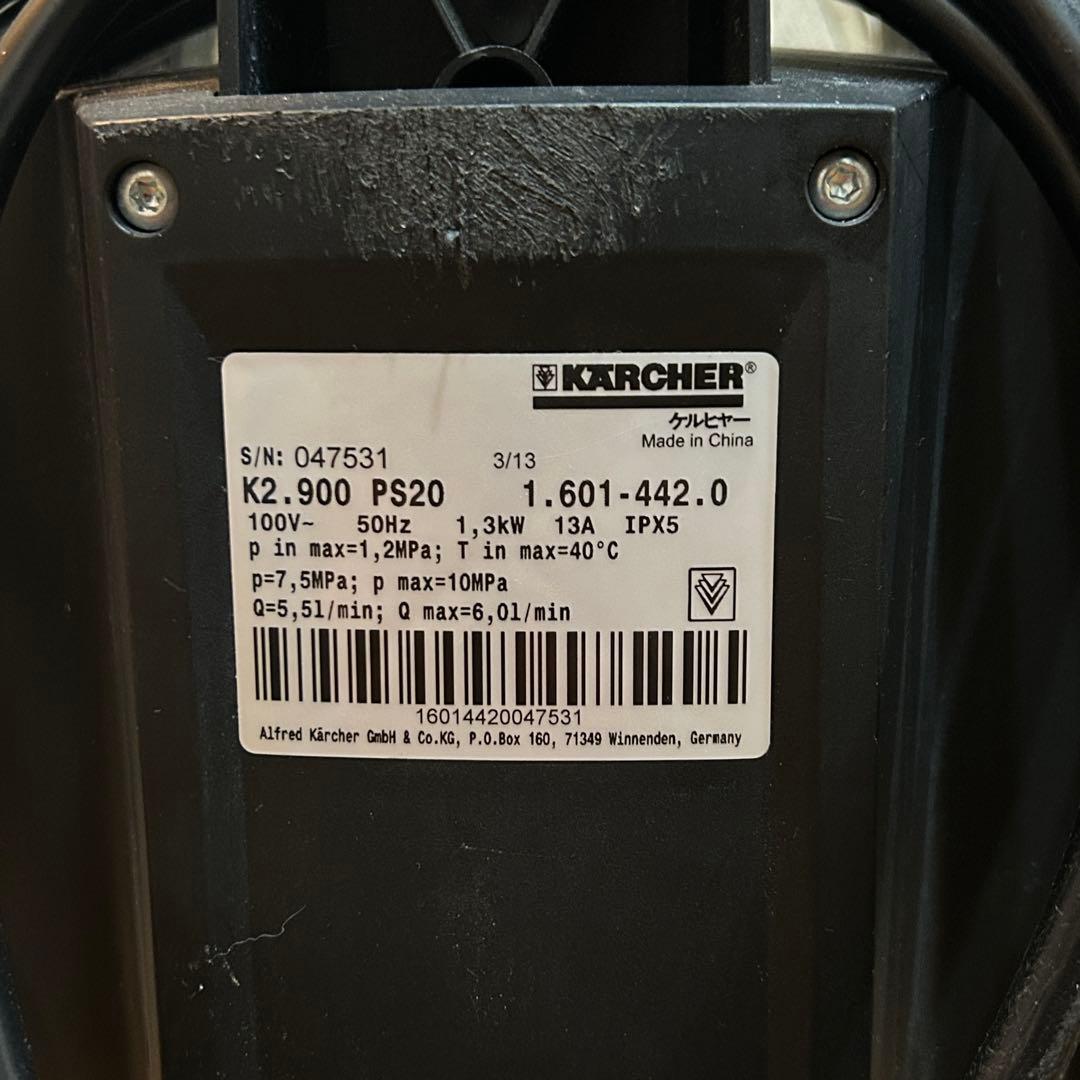 KÄRCHER®
ケルヒャー
Made in China
S/N: 047531 3/13
K2.900 PS20 1.601-442.0
100V~ 50Hz 1,3kW 13A IPX5
p in max=1,2MPa; T in max=40°C
p=7,5MPa; p max=10MPa
Q=5,5l/min; Q max=6,0l/min
16014420047531
Alfred Kärcher GmbH & Co.KG, P.O.Box 160, 71349 Winnenden, Germany